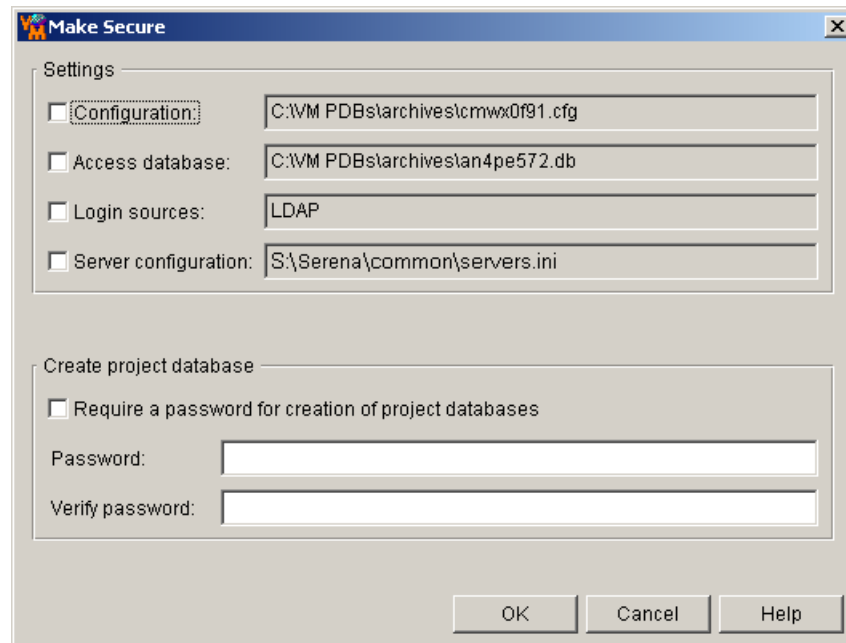 VM Make Secure
Settings
Configuration: C:\VM PDBs\archives\cmwx0f91.cfg
Access database: C:\VM PDBs\archives\an4pe572.db
Login sources: LDAP
Server configuration: S:\Serena\common\servers.ini
Create project database
Require a password for creation of project databases
Password:
Verify password:
OK Cancel Help